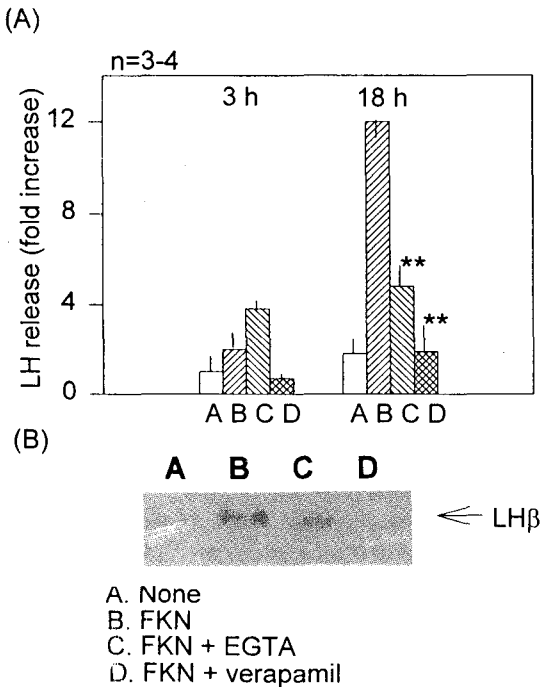 (A)
n=3-4
3 h 18 h
LH release (fold increase)
12
8
4
0
**
**
A B C D A B C D
(B)
A B C D
LHβ
A. None
B. FKN
C. FKN + EGTA
D. FKN + verapamil